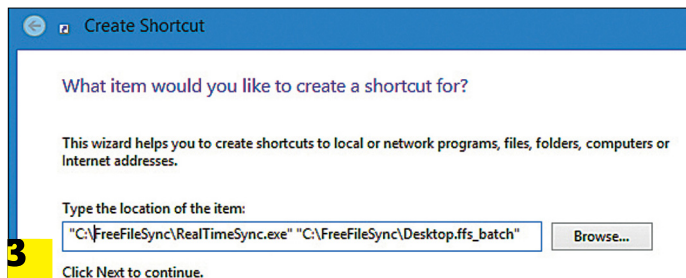 Create Shortcut
What item would you like to create a shortcut for?
This wizard helps you to create shortcuts to local or network programs, files, folders, computers or
Internet addresses.
Type the location of the item:
"C:\FreeFileSync\RealTimeSync.exe" "C:\FreeFileSync\Desktop.ffs_batch"
Browse...
3
Click Next to continue.